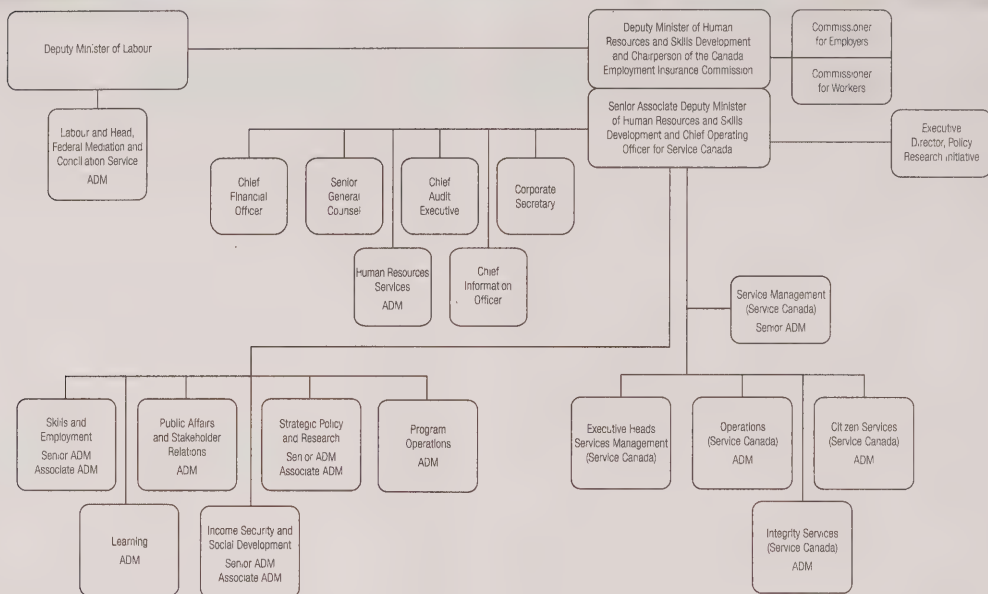 Deputy Minister of Labour
Deputy Minister of Human
Resources and Skills Development
and Chairperson of the Canada
Employment Insurance Commission
Commissioner
for Employers
Commissioner
for Workers
Labour and Head,
Federal Mediation and
Conciliation Service
ADM
Senior Associate Deputy Minister
of Human Resources and Skills
Development and Chief Operating
Officer for Service Canada
Executive
Director, Policy
Research Initiative
Chief
Financial
Officer
Senior
General
Counsel
Chief
Audit
Executive
Corporate
Secretary
Human Resources
Services
ADM
Chief
Information
Officer
Service Management
(Service Canada)
Senior ADM
Skills and
Employment
Senior ADM
Associate ADM
Public Affairs
and Stakeholder
Relations
ADM
Strategic Policy
and Research
Senior ADM
Associate ADM
Program
Operations
ADM
Executive Heads
Services Management
(Service Canada)
Operations
(Service Canada)
ADM
Citizen Services
(Service Canada)
ADM
Learning
ADM
Income Security and
Social Development
Senior ADM
Associate ADM
Integrity Services
(Service Canada)
ADM